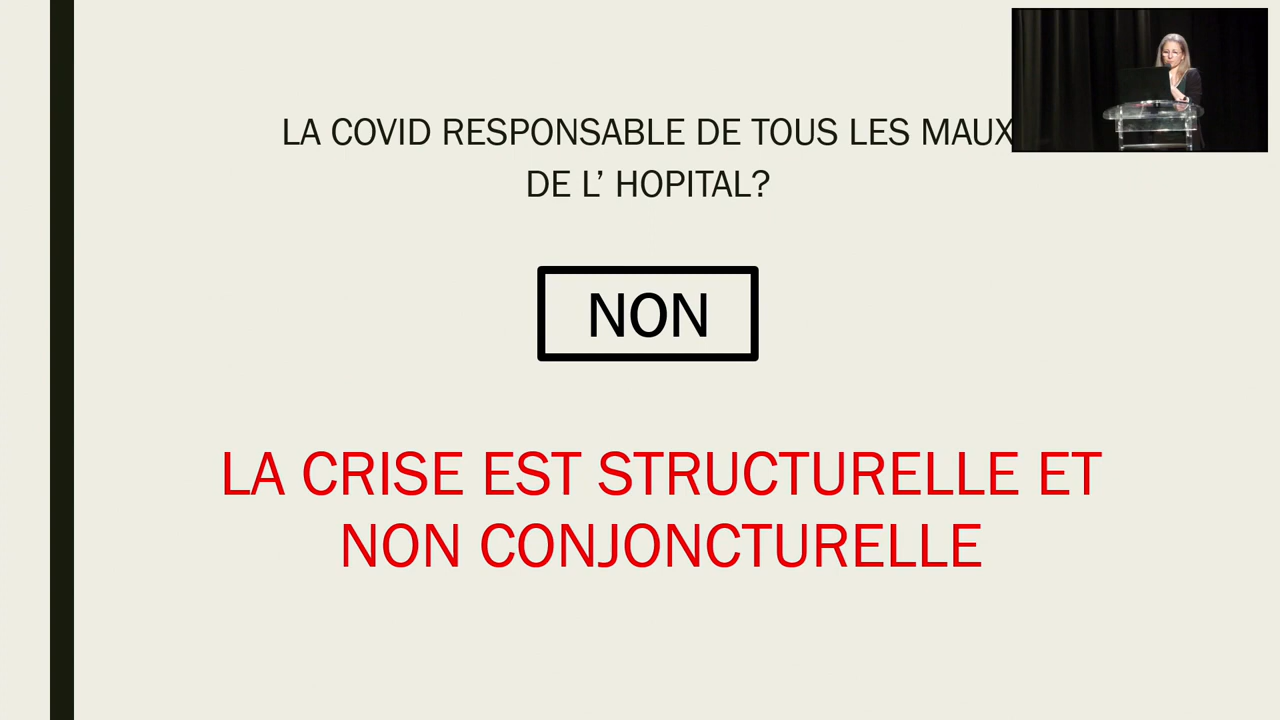 LA COVID RESPONSABLE DE TOUS LES MAUX
DE L’ HOPITAL?
NON
LA CRISE EST STRUCTURELLE ET
NON CONJONCTURELLE